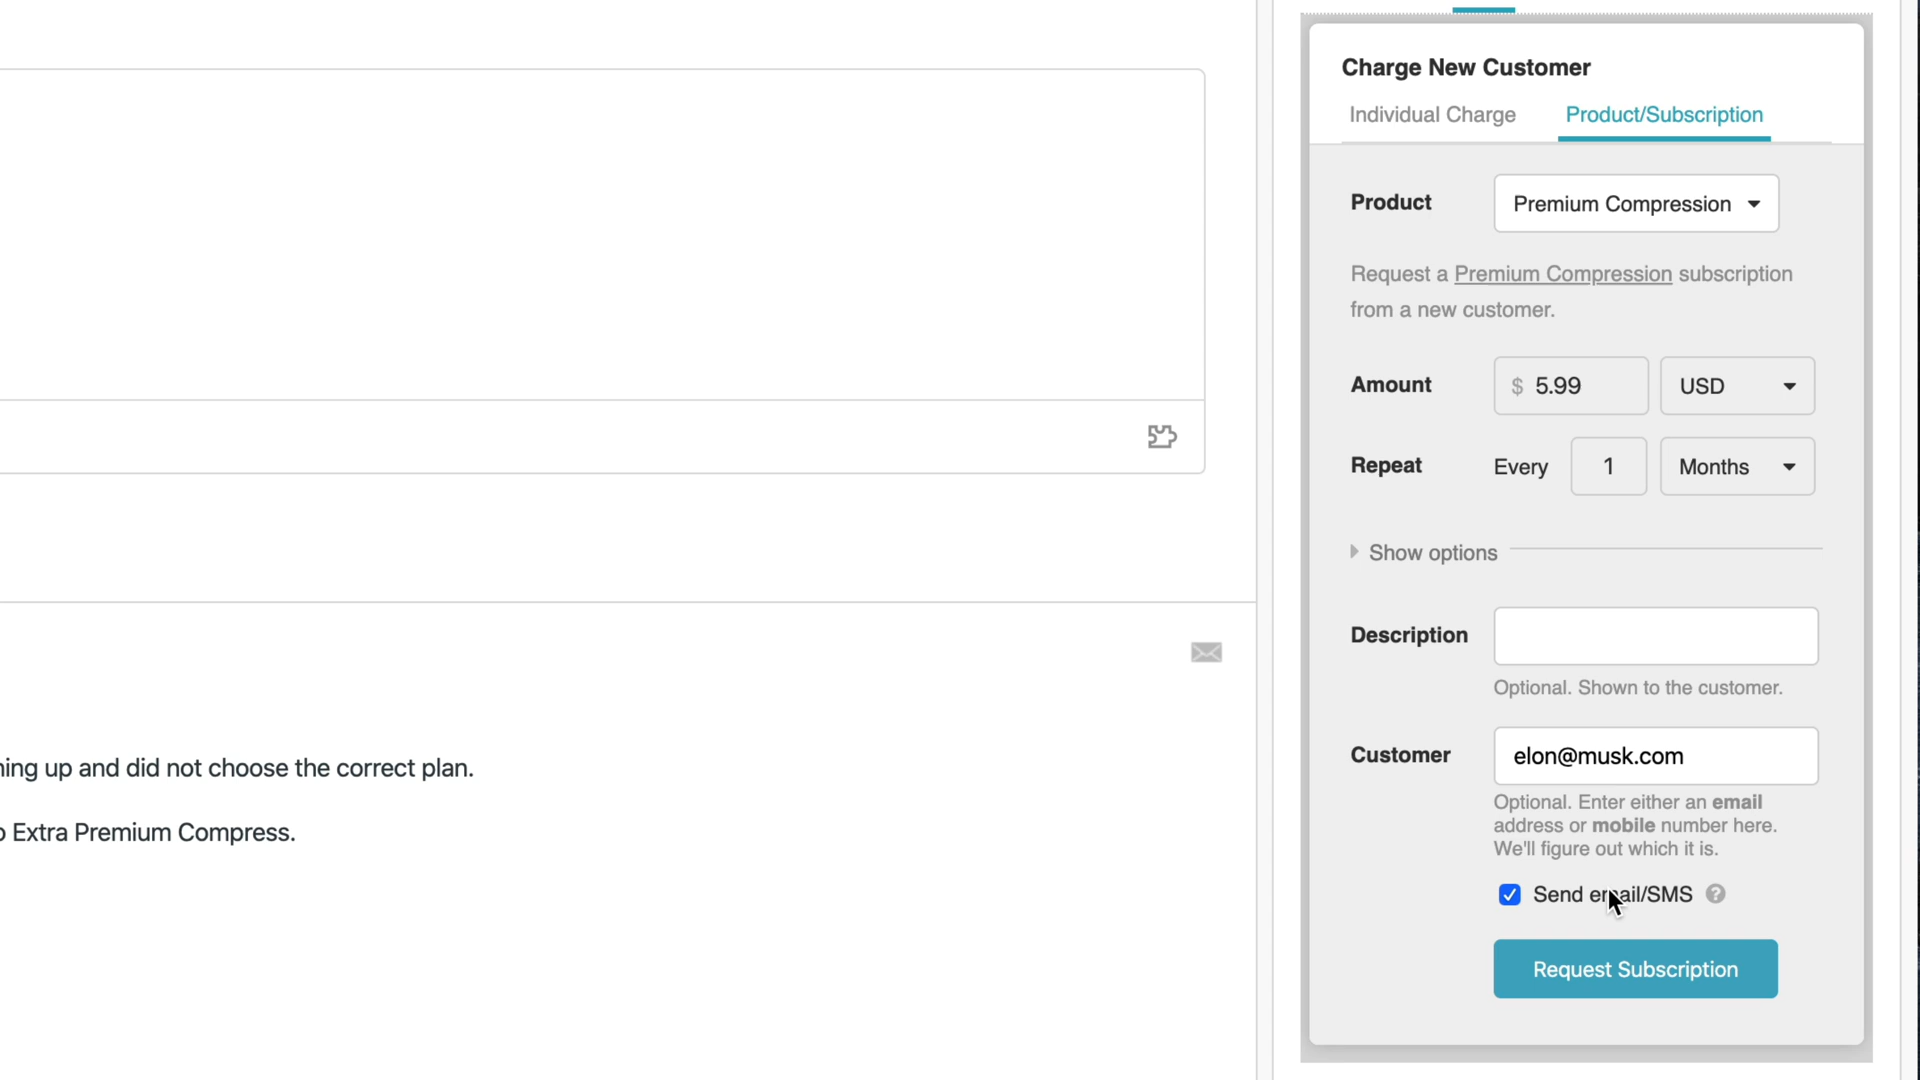 Charge New Customer
Individual Charge Product/Subscription
Product Premium Compression
Request a Premium Compression subscription
from a new customer.
Amount $ 5.99 USD
Repeat Every 1 Months
Show options
Description
Optional. Shown to the customer.
Customer elon@musk.com
Optional. Enter either an email
address or mobile number here.
We'll figure out which it is.
Send email/SMS ?
Request Subscription
up and did not choose the correct plan.
Extra Premium Compress.